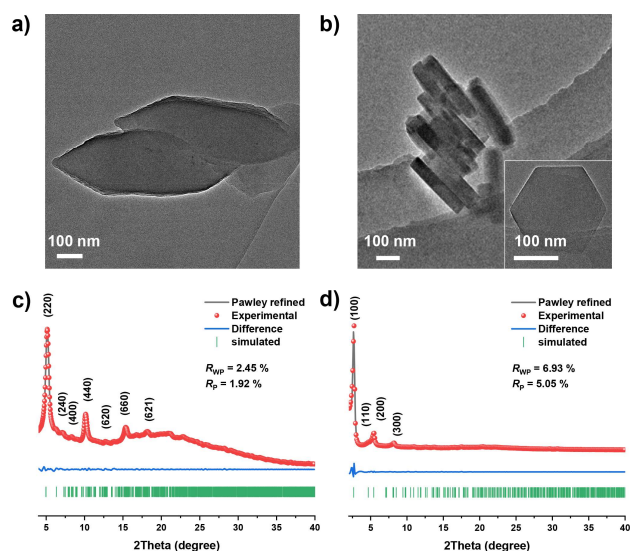 a)
b)
100 nm
100 nm
100 nm
c)
d)
(220)
(240)
(400)
(440)
(620)
(660)
(621)
Pawley refined
Experimental
Difference
simulated
RWP = 2.45 %
RP = 1.92 %
5
10
15
20
25
30
35
40
2Theta (degree)
(100)
(110)
(200)
(300)
Pawley refined
Experimental
Difference
simulated
RWP = 6.93 %
RP = 5.05 %
5
10
15
20
25
30
35
40
2Theta (degree)